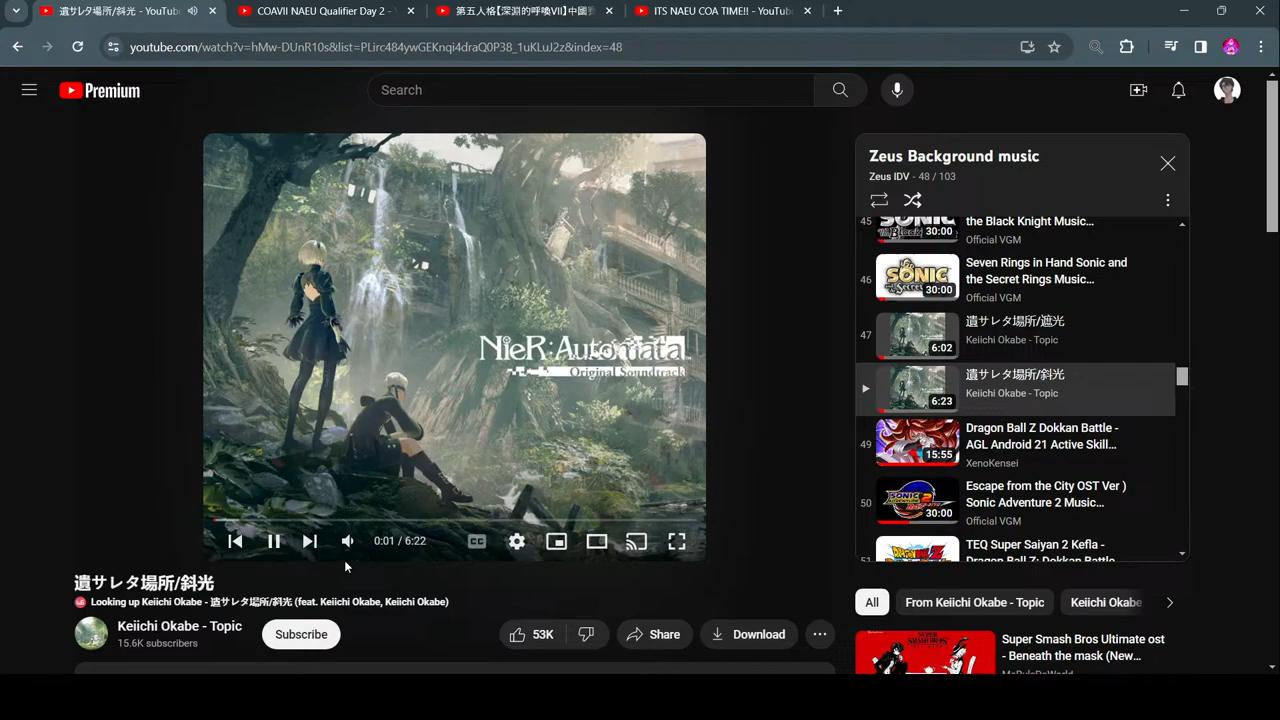 遺サレタ場所/斜光 - YouTube
COAVII NAEU Qualifier Day 2 -
第五人格【深淵的呼喚VII】中國賽
ITS NAEU COA TIME!! - YouTube
youtube.com/watch?v=hMw-DUnR10s&list=PLirc484ywGEKnqi4draQ0P38_1uKLuJ2z&index=48
Premium
Search
NieR:Automata
Original Soundtrack
0:01 / 6:22
CC
遺サレタ場所/斜光
Looking up Keiichi Okabe - 遺サレタ場所/斜光 (feat. Keiichi Okabe, Keiichi Okabe)
Keiichi Okabe - Topic
15.6K subscribers
Subscribe
53K
Share
Download
Zeus Background music
Zeus IDV - 48 / 103
45
30:00
the Black Knight Music...
Official VGM
46
SONIC
30:00
Seven Rings in Hand Sonic and
the Secret Rings Music...
Official VGM
47
6:02
遺サレタ場所/遮光
Keiichi Okabe - Topic
6:23
遺サレタ場所/斜光
Keiichi Okabe - Topic
49
15:55
Dragon Ball Z Dokkan Battle -
AGL Android 21 Active Skill...
XenoKensei
50
30:00
Escape from the City OST Ver )
Sonic Adventure 2 Music...
Official VGM
TEQ Super Saiyan 2 Kefla -
Dragon Ball Z: Dokkan Battle
All
From Keiichi Okabe - Topic
Keiichi Okabe
Super Smash Bros Ultimate ost
- Beneath the mask (New...